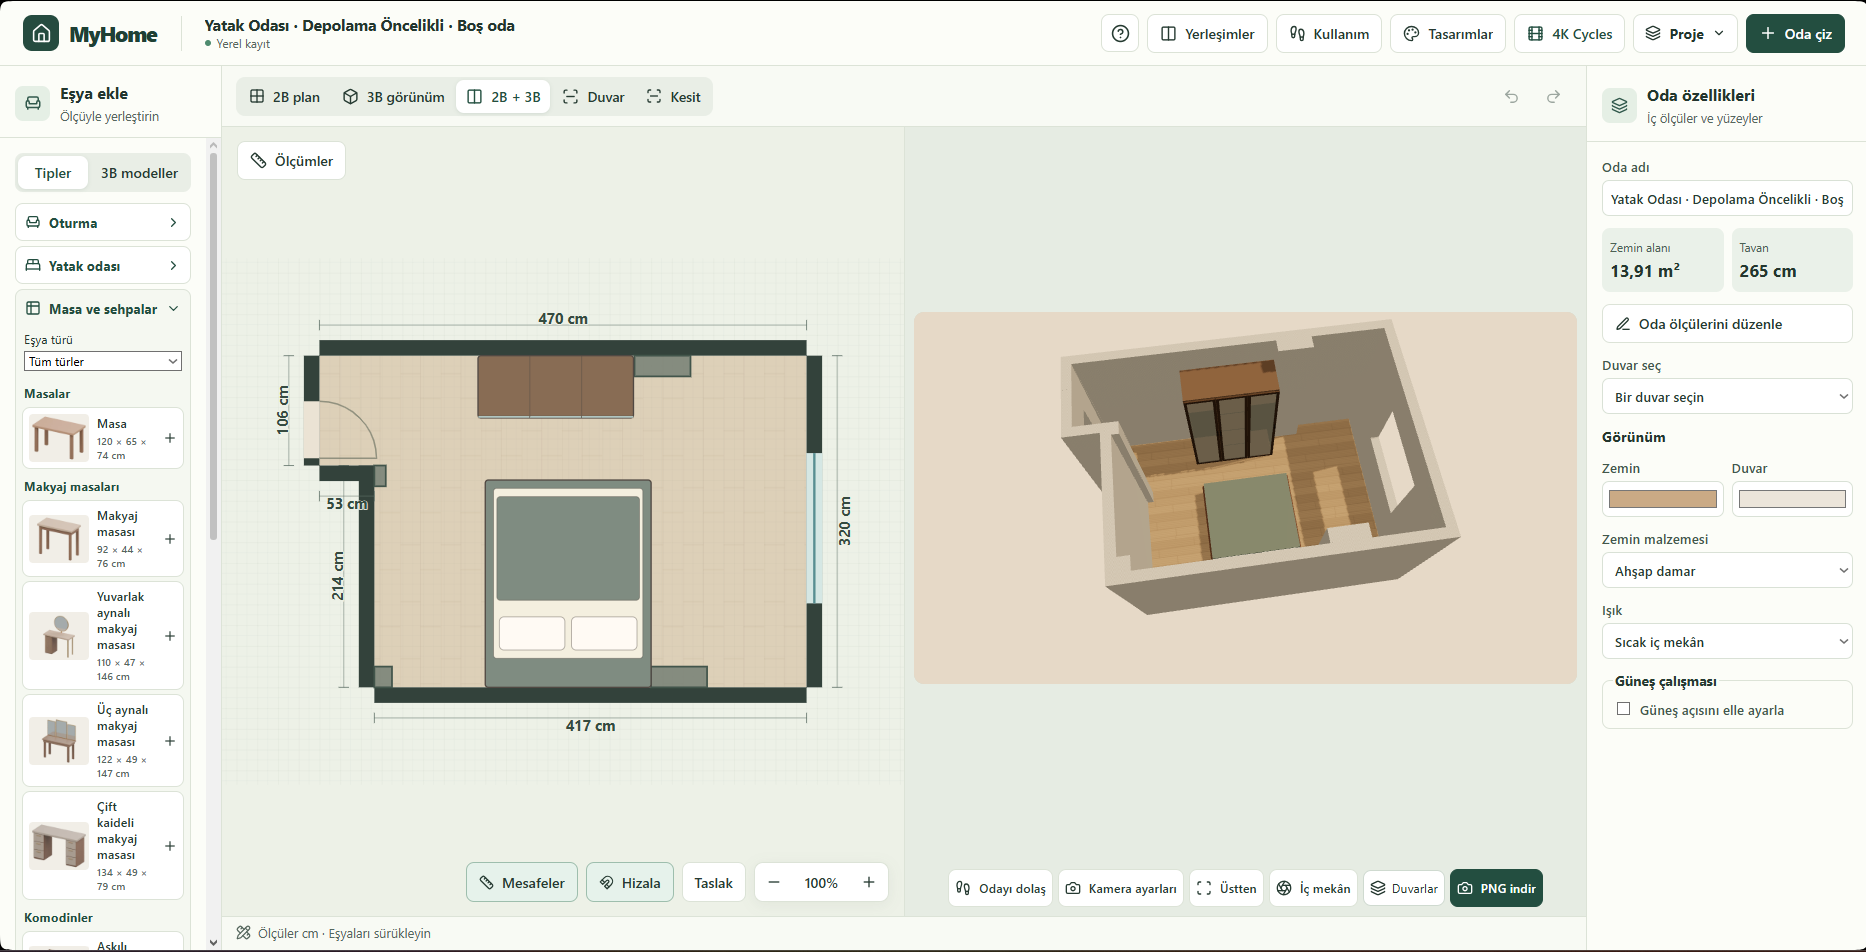 MyHome
Yatak Odası · Depolama Öncelikli · Boş oda
Yerel kayıt
Yerleşimler
Kullanım
Tasarımlar
4K Cycles
Proje
Oda çiz
Eşya ekle
Ölçüyle yerleştirin
Tipler
3B modeller
Oturma
Yatak odası
Masa ve sehpalar
Eşya türü
Tüm türler
Masalar
Masa
120 × 65 ×
74 cm
Makyaj masaları
Makyaj
masası
92 × 44 ×
76 cm
Yuvarlak
aynalı
makyaj
masası
110 × 47 ×
146 cm
Üç aynalı
makyaj
masası
122 × 49 ×
147 cm
Çift
kaideli
makyaj
masası
134 × 49 ×
79 cm
Komodinler
Askılı
2B plan
3B görünüm
2B + 3B
Duvar
Kesit
Ölçümler
470 cm
106 cm
53 cm
214 cm
320 cm
417 cm
Mesafeler
Hizala
Taslak
100%
Ölçüler cm · Eşyaları sürükleyin
Odayı dolaş
Kamera ayarları
Üstten
İç mekân
Duvarlar
PNG indir
Oda özellikleri
İç ölçüler ve yüzeyler
Oda adı
Yatak Odası · Depolama Öncelikli · Boş
Zemin alanı
13,91 m²
Tavan
265 cm
Oda ölçülerini düzenle
Duvar seç
Bir duvar seçin
Görünüm
Zemin
Duvar
Zemin malzemesi
Ahşap damar
Işık
Sıcak iç mekân
Güneş çalışması
Güneş açısını elle ayarla